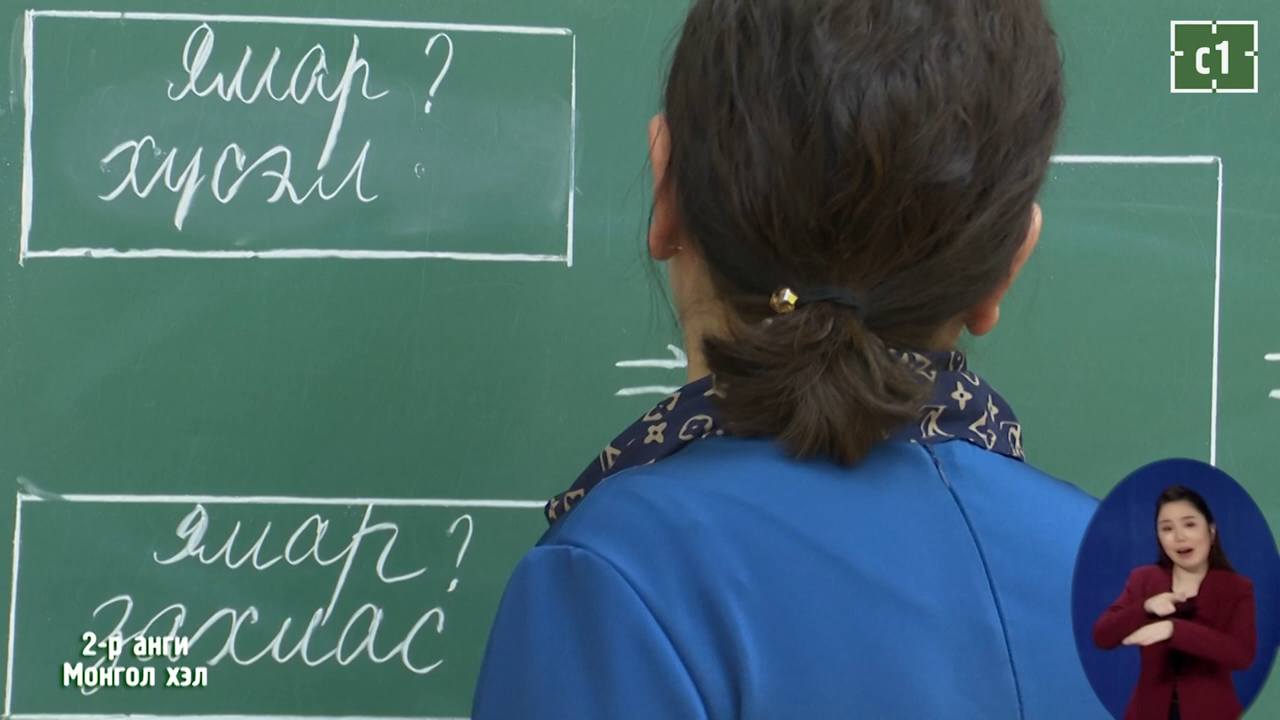 Ямар ?
хүсэл
с1
Ямар ?
захиас
2-р анги
Монгол хэл